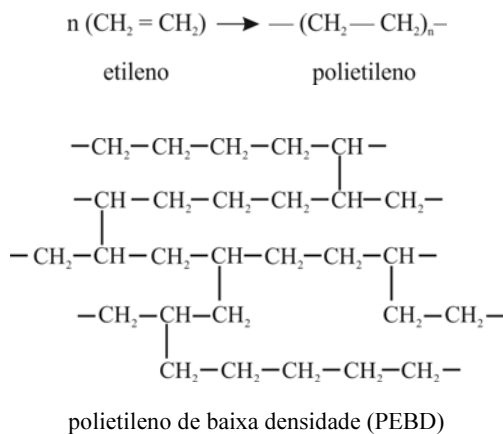 n (CH₂ = CH₂) → — (CH₂ — CH₂)ₙ—
etileno polietileno
—CH₂—CH₂—CH₂—CH₂—CH—
—CH—CH₂—CH₂—CH₂—CH—CH₂—
—CH₂—CH—CH₂—CH—CH₂—CH₂—CH—
—CH₂—CH—CH₂ CH₂—CH₂—
CH₂—CH₂—CH₂—CH₂—CH₂—
polietileno de baixa densidade (PEBD)